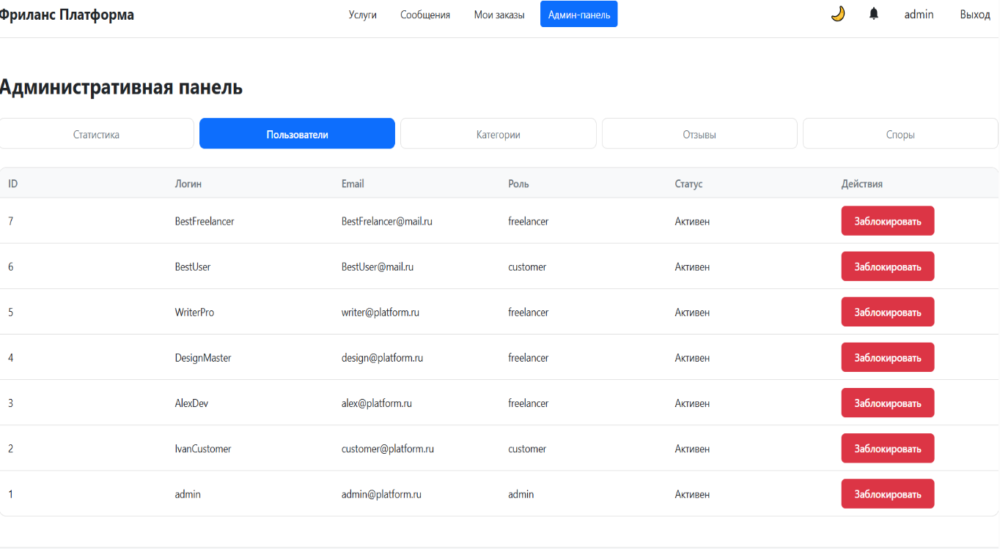 Фриланс Платформа Услуги Сообщения Мои заказы Админ-панель admin Выход
Административная панель
Статистика Пользователи Категории Отзывы Споры
ID Логин Email Роль Статус Действия
7 BestFreelancer BestFrelancer@mail.ru freelancer Активен Заблокировать
6 BestUser BestUser@mail.ru customer Активен Заблокировать
5 WriterPro writer@platform.ru freelancer Активен Заблокировать
4 DesignMaster design@platform.ru freelancer Активен Заблокировать
3 AlexDev alex@platform.ru freelancer Активен Заблокировать
2 IvanCustomer customer@platform.ru customer Активен Заблокировать
1 admin admin@platform.ru admin Активен Заблокировать